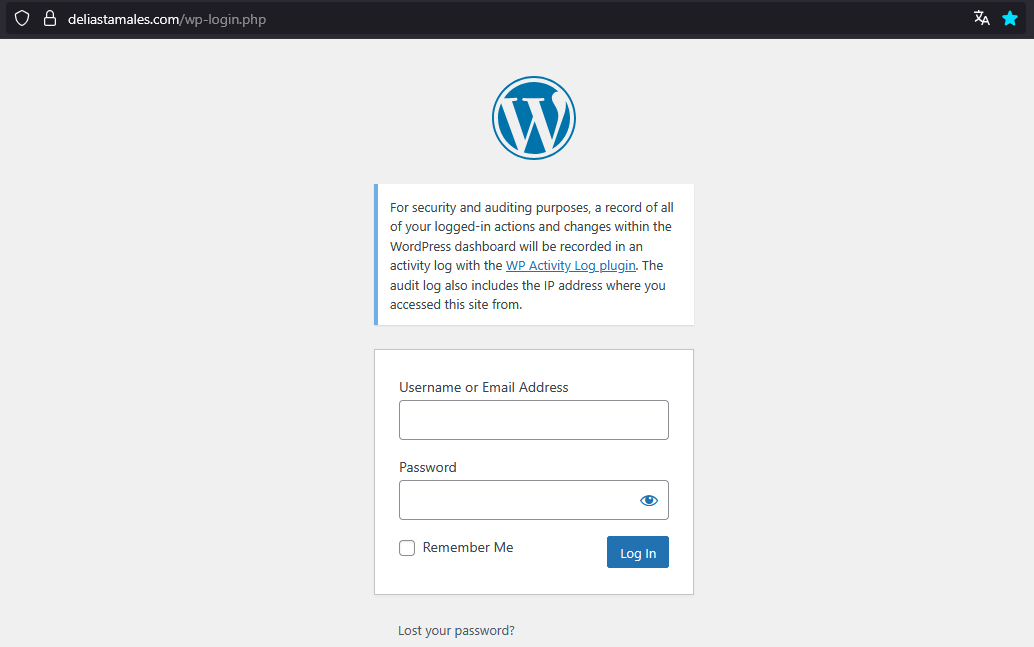 deliastamales.com/wp-login.php
For security and auditing purposes, a record of all
of your logged-in actions and changes within the
WordPress dashboard will be recorded in an
activity log with the WP Activity Log plugin. The
audit log also includes the IP address where you
accessed this site from.
Username or Email Address
Password
Remember Me
Log In
Lost your password?